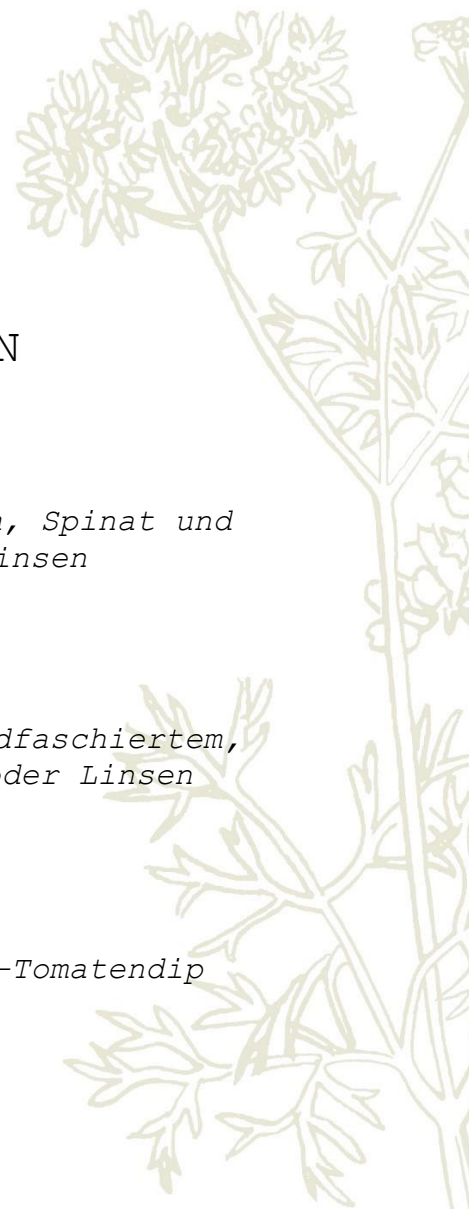 N
, Spinat und
insen
dfaschiertem,
oder Linsen
-Tomatendip